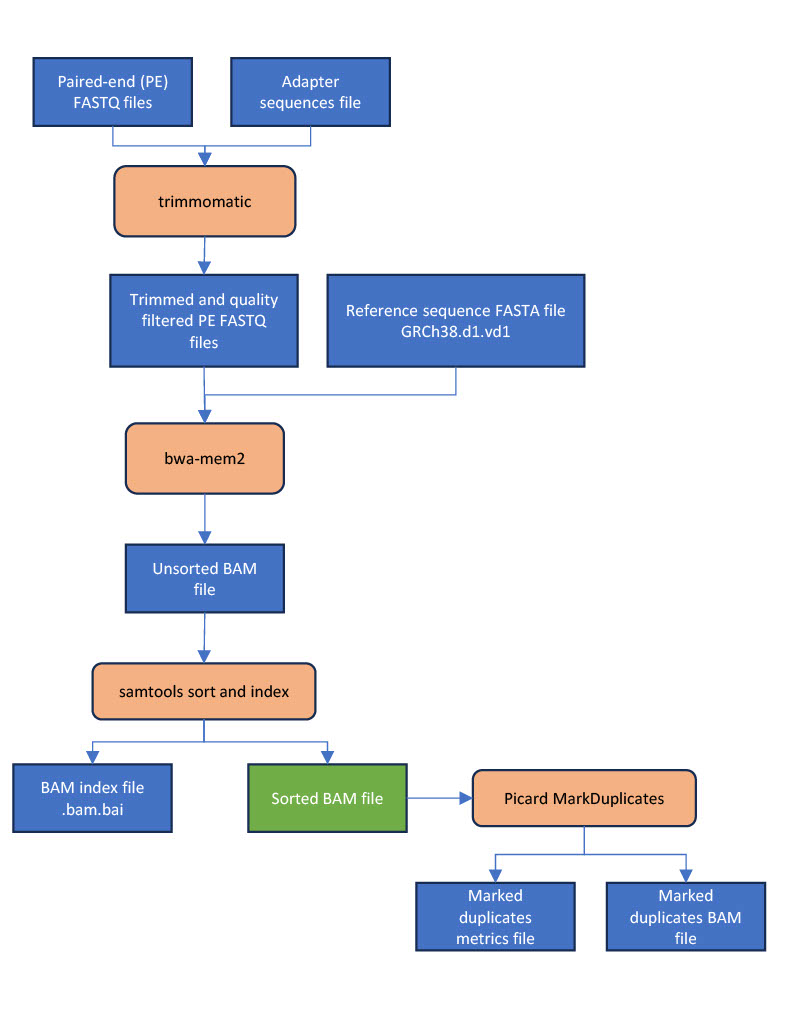 Paired-end (PE)
FASTQ files
Adapter
sequences file
trimmomatic
Trimmed and quality
filtered PE FASTQ
files
Reference sequence FASTA file
GRCh38.d1.vd1
bwa-mem2
Unsorted BAM
file
samtools sort and index
BAM index file
.bam.bai
Sorted BAM file
Picard MarkDuplicates
Marked
duplicates
metrics file
Marked
duplicates BAM
file